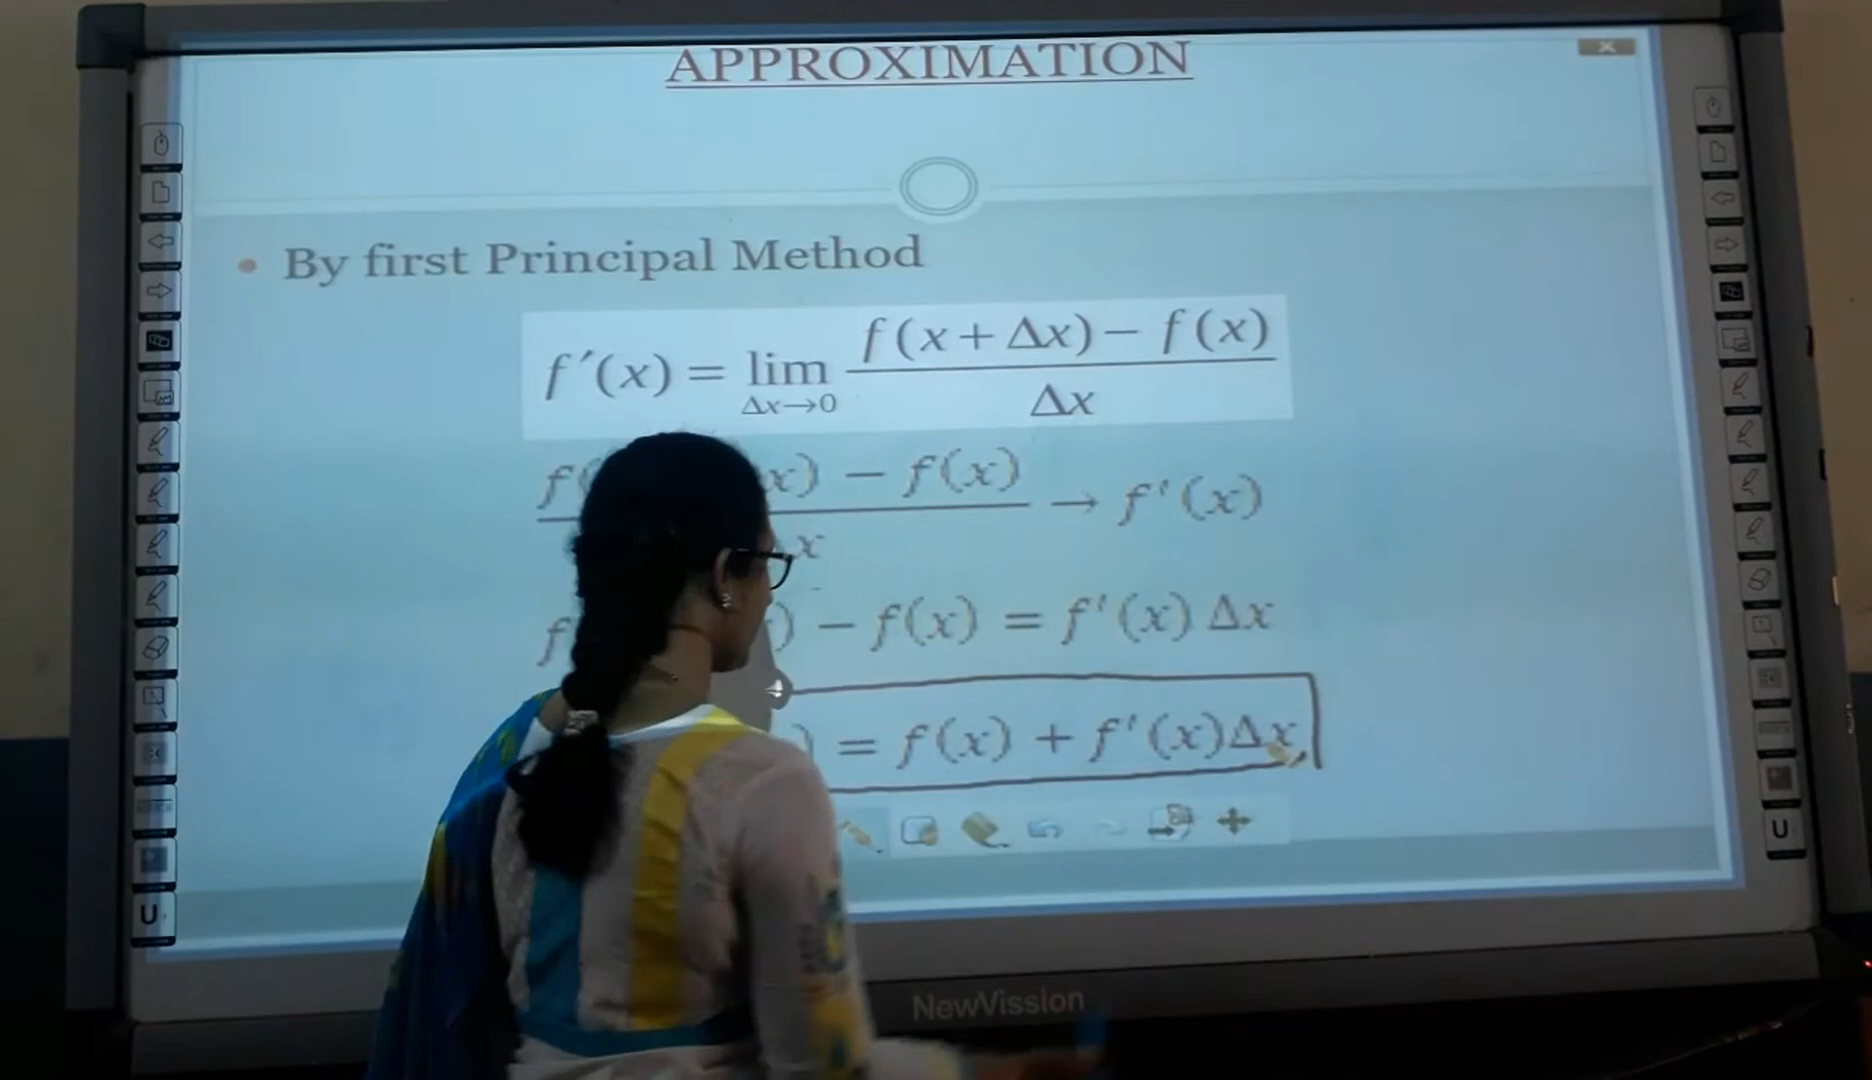 APPROXIMATION
• By first Principal Method
f′(x) = lim Δx→0 f(x+Δx)− f(x) / Δx
f( x) − f(x) / x → f′(x)
f ) − f(x) = f′(x) Δx
) = f(x) + f′(x)Δx
U
U
NewVission